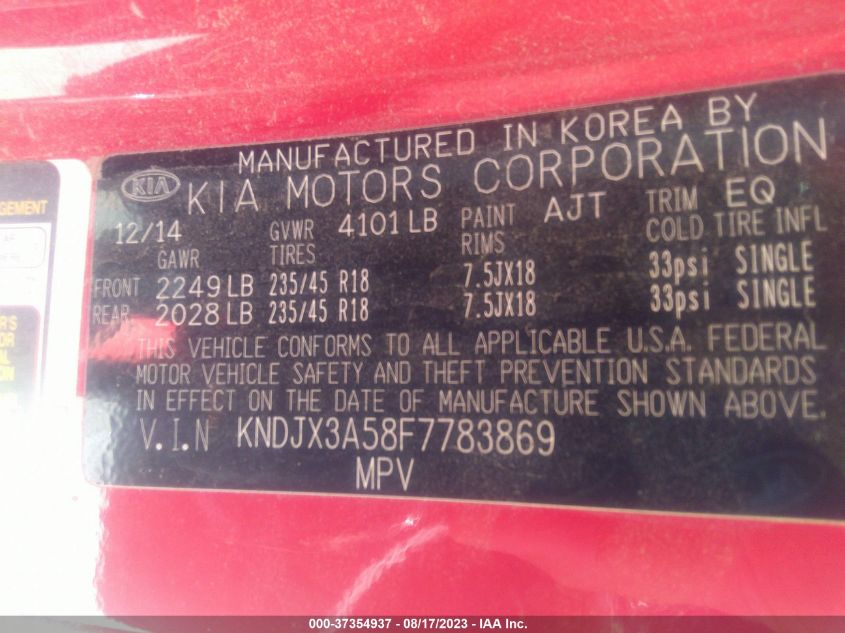 MANUFACTURED IN KOREA BY
KIA KIA MOTORS CORPORATION
12/14 GVWR 4101 LB PAINT AJT TRIM EQ
GAWR TIRES RIMS COLD TIRE INFL
FRONT 2249 LB 235/45 R18 7.5JX18 33psi SINGLE
REAR 2028 LB 235/45 R18 7.5JX18 33psi SINGLE
THIS VEHICLE CONFORMS TO ALL APPLICABLE U.S.A. FEDERAL
MOTOR VEHICLE SAFETY AND THEFT PREVENTION STANDARDS
IN EFFECT ON THE DATE OF MANUFACTURE SHOWN ABOVE.
V.I.N KNDJX3A58F7783869
MPV
000-37354937 - 08/17/2023 - IAA Inc.